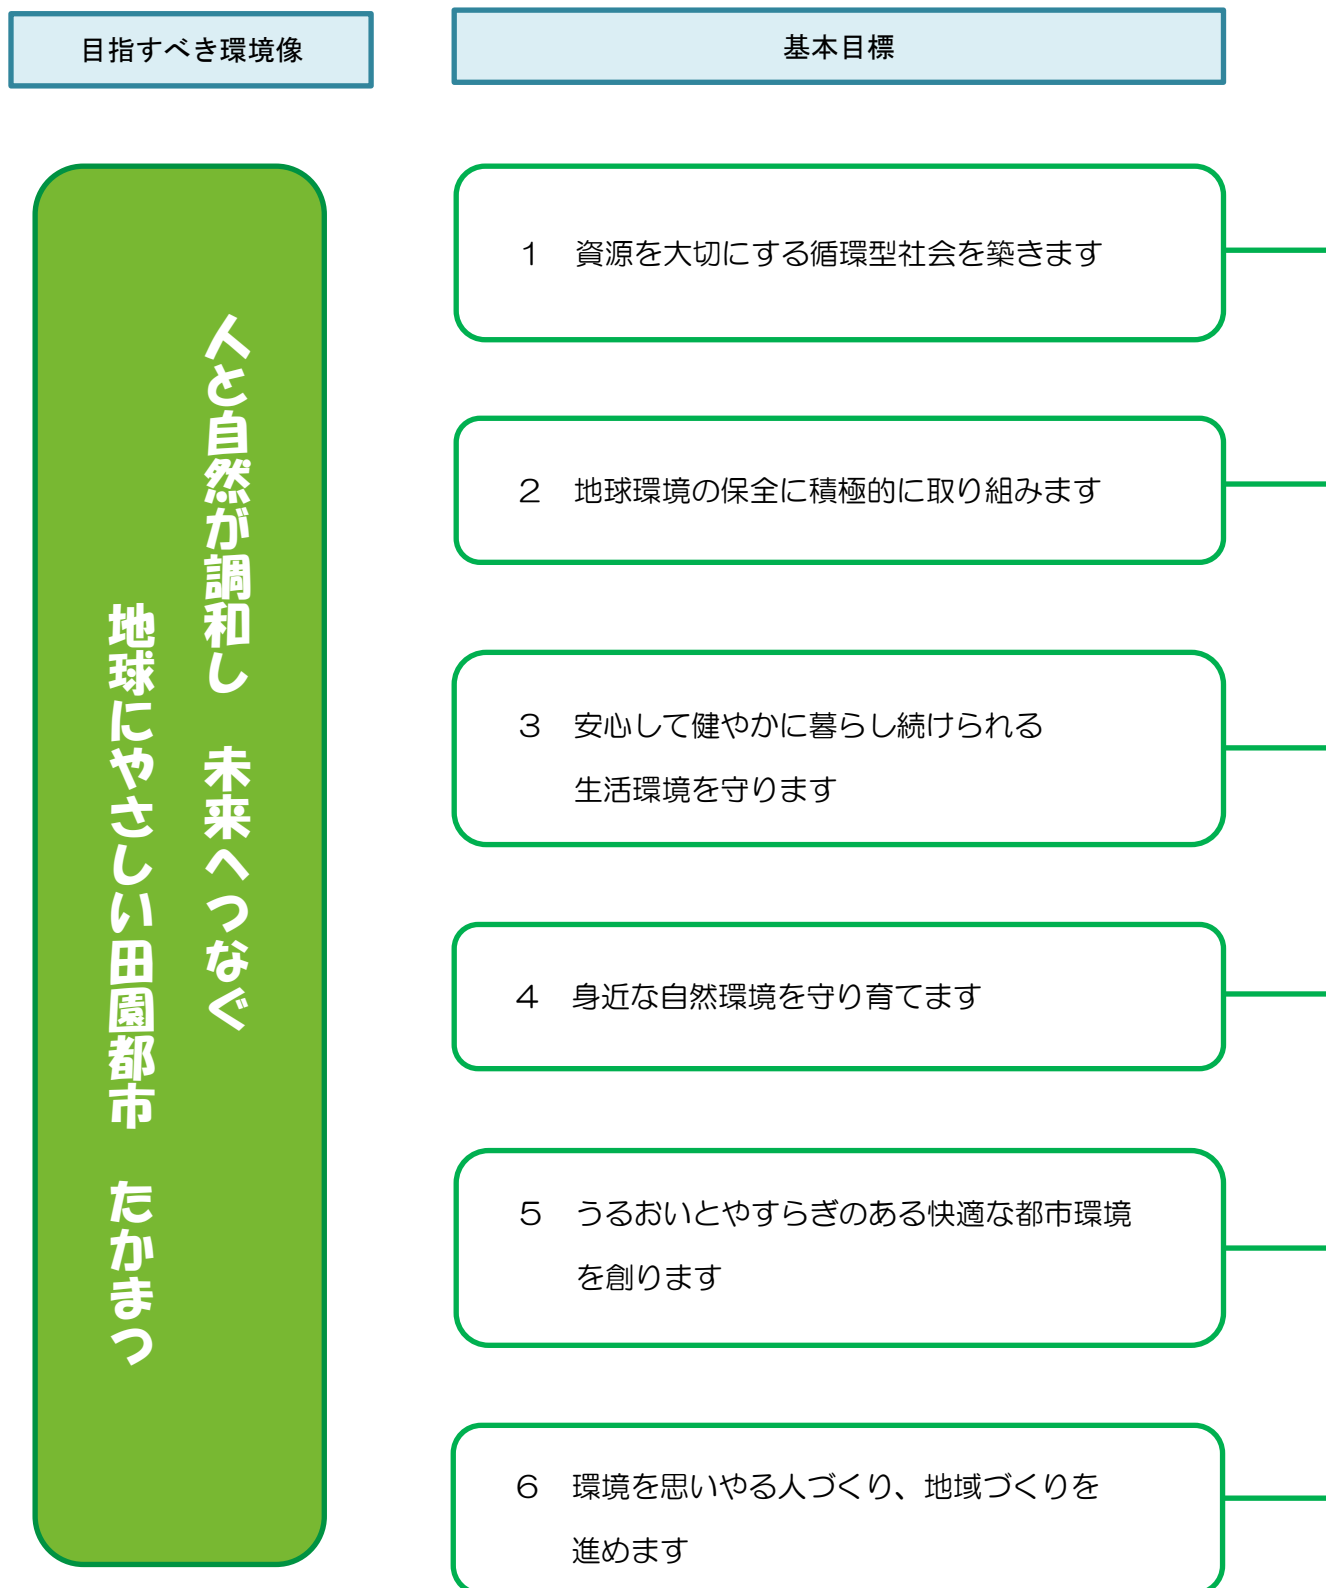 目指すべき環境像
基本目標
人と自然が調和し　未来へつなぐ
地球にやさしい田園都市　たかまつ
１　資源を大切にする循環型社会を築きます
２　地球環境の保全に積極的に取り組みます
３　安心して健やかに暮らし続けられる
生活環境を守ります
４　身近な自然環境を守り育てます
５　うるおいとやすらぎのある快適な都市環境
を創ります
６　環境を思いやる人づくり、地域づくりを
進めます